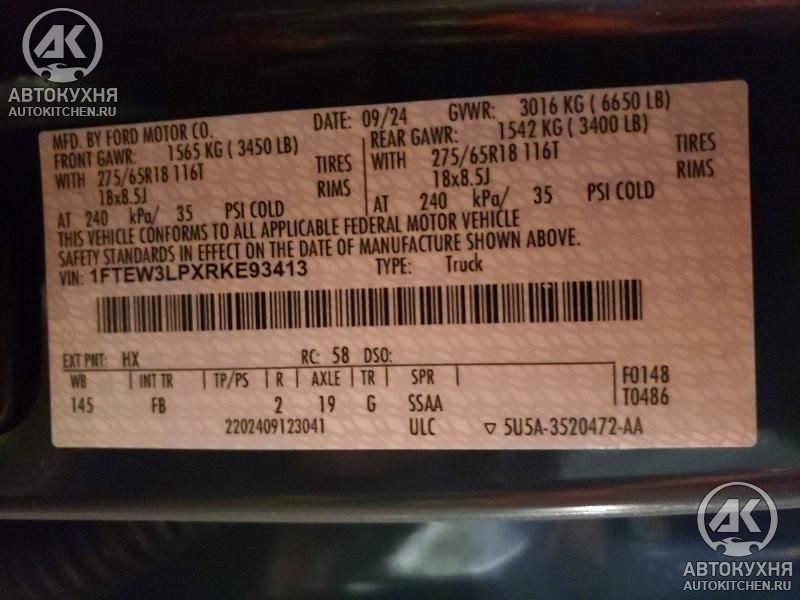 АК
АВТОКУХНЯ
AUTOKITCHEN.RU
MFD. BY FORD MOTOR CO. DATE: 09/24 GVWR: 3016 KG ( 6650 LB)
FRONT GAWR: 1565 KG ( 3450 LB) REAR GAWR: 1542 KG ( 3400 LB)
WITH 275/65R18 116T TIRES WITH 275/65R18 116T TIRES
18x8.5J RIMS 18x8.5J RIMS
AT 240 kPa/ 35 PSI COLD AT 240 kPa/ 35 PSI COLD
THIS VEHICLE CONFORMS TO ALL APPLICABLE FEDERAL MOTOR VEHICLE
SAFETY STANDARDS IN EFFECT ON THE DATE OF MANUFACTURE SHOWN ABOVE.
VIN: 1FTEW3LPXRKE93413 TYPE: Truck
EXT PNT: HX RC: 58 DSO:
WB INT TR TP/PS R AXLE TR SPR F0148
145 FB 2 19 G SSAA T0486
2202409123041 ULC ▽ 5U5A-3520472-AA
АК
АВТОКУХНЯ
AUTOKITCHEN.RU